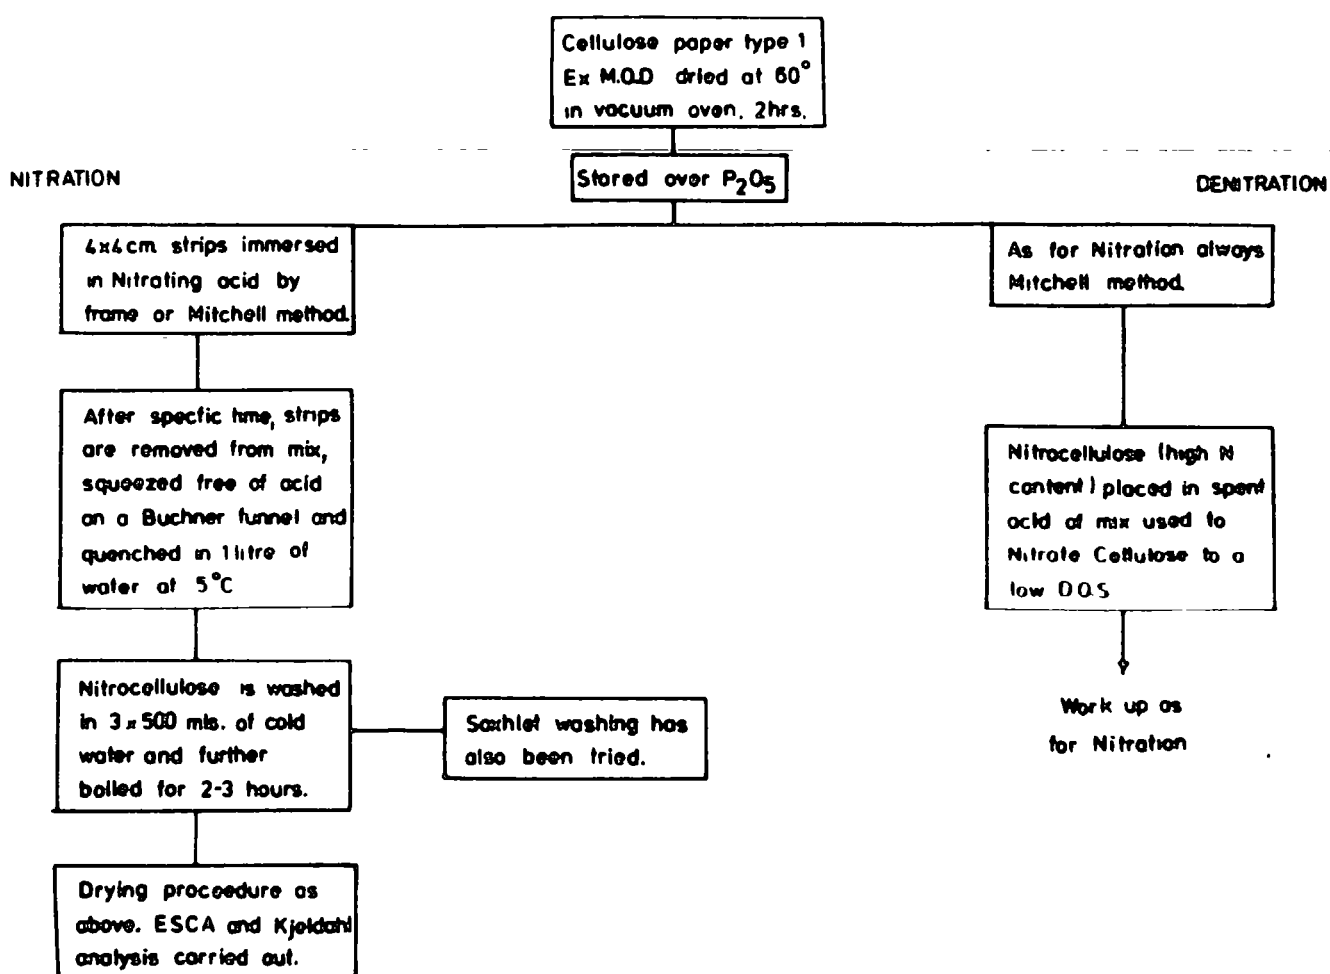 Cellulose paper type 1
Ex M.O.D dried at 60°
in vacuum oven. 2hrs.
NITRATION
Stored over P₂O₅
DENITRATION
4x4cm strips immersed
in Nitrating acid by
frame or Mitchell method.
As for Nitration always
Mitchell method.
After specfic time, strips
are removed from mix,
squeezed free of acid
on a Buchner funnel and
quenched in 1 litre of
water at 5°C
Nitrocellulose (high N
content) placed in spent
acid of mix used to
Nitrate Cellulose to a
low D.O.S
Nitrocellulose is washed
in 3 x 500 mls. of cold
water and further
boiled for 2-3 hours.
Soxhlet washing has
also been tried.
Work up as
for Nitration
Drying proceedure as
above. ESCA and Kjeldahl
analysis carried out.